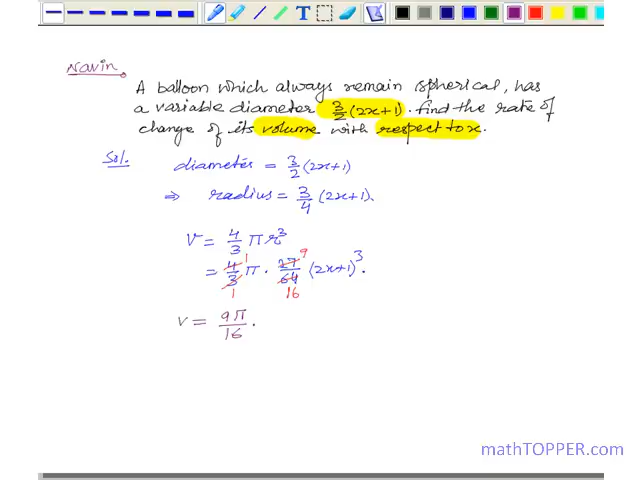 Navin
A balloon which always remain spherical, has
a variable diameter 3/2 (2x+1). find the rate of
change of its volume with respect to x.
Sol. diameter = 3/2 (2x+1)
⇒ radius = 3/4 (2x+1).
V = 4/3 π r³
= 4/3 π · 27/64 (2x+1)³.
1 9
1 16
V = 9π/16 ·
mathTOPPER.com